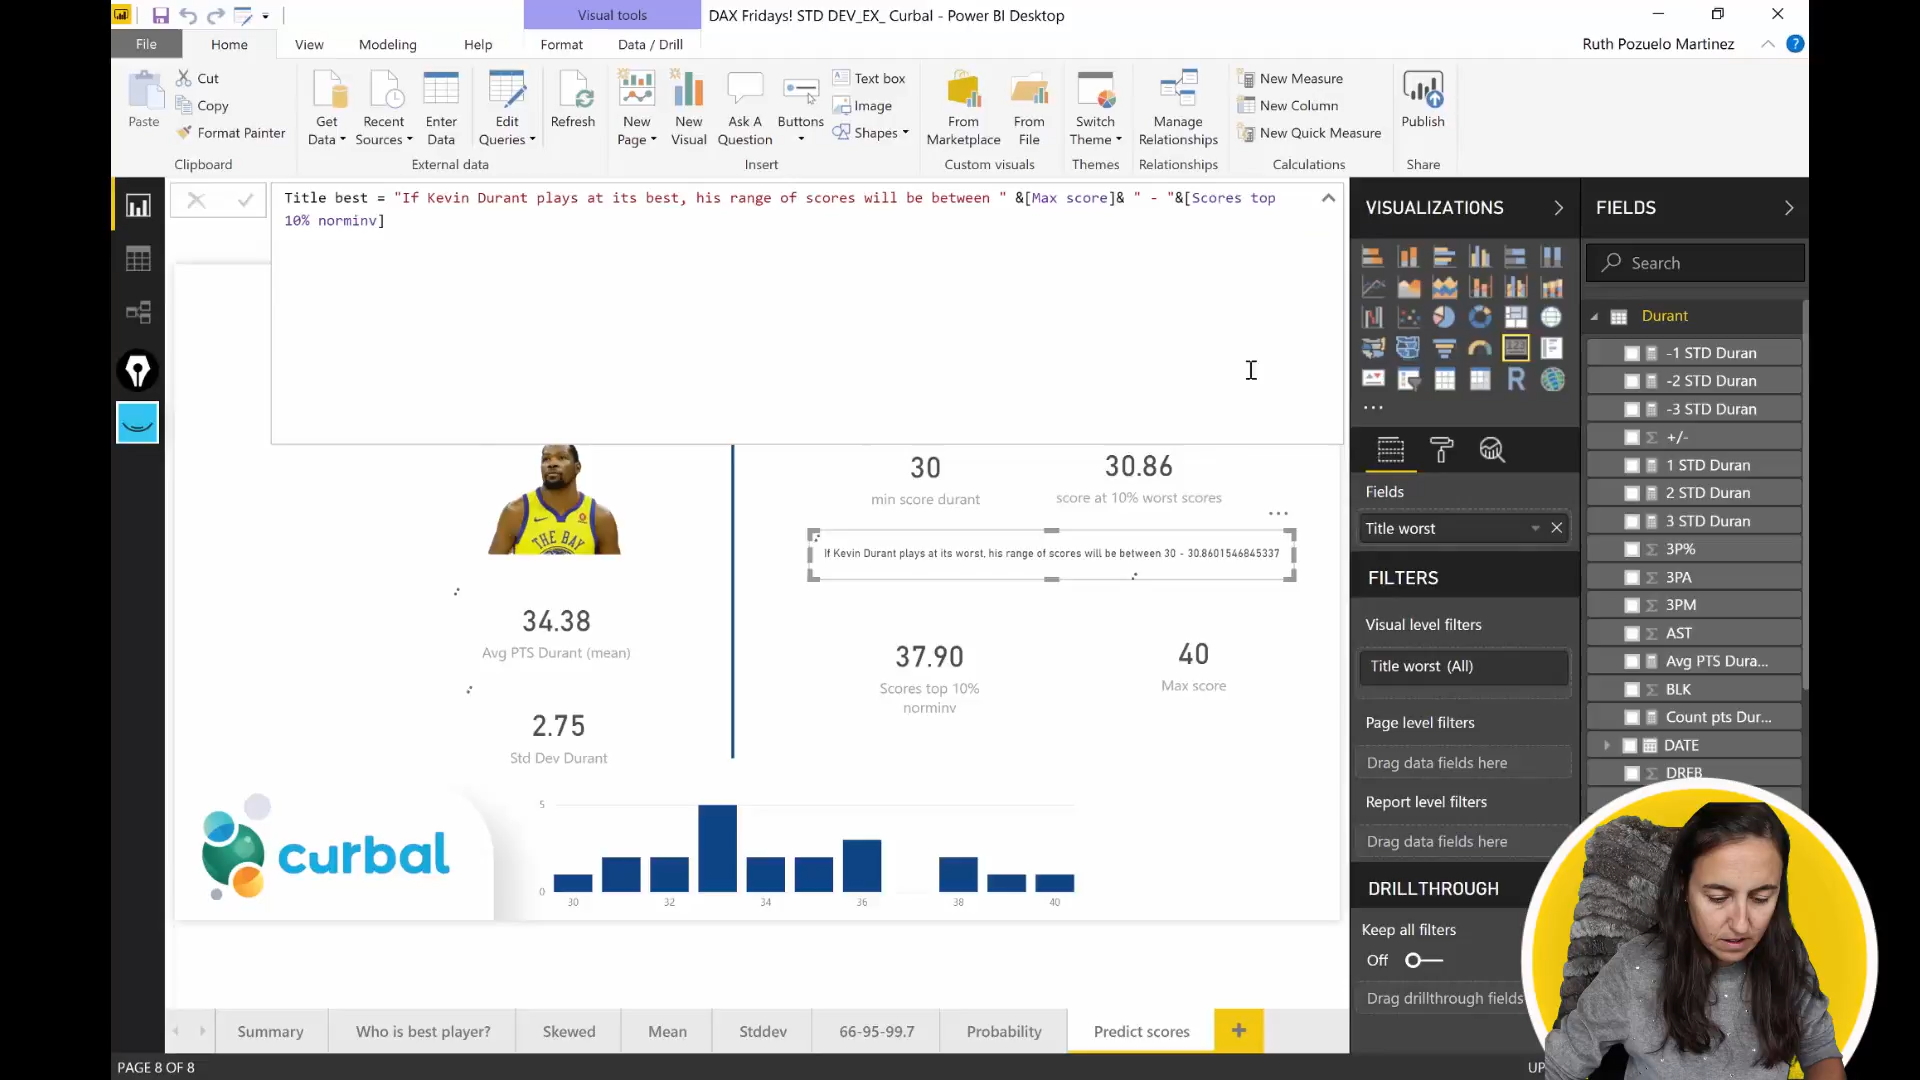 Visual tools
DAX Fridays! STD DEV_EX_ Curbal - Power BI Desktop
File
Home
View
Modeling
Help
Format
Data / Drill
Ruth Pozuelo Martinez
Paste
Cut
Copy
Format Painter
Clipboard
Get Data
Recent Sources
Enter Data
Edit Queries
Refresh
External data
New Page
New Visual
Ask A Question
Buttons
Text box
Image
Shapes
Insert
From Marketplace
From File
Custom visuals
Switch Theme
Themes
Manage Relationships
Relationships
New Measure
New Column
New Quick Measure
Calculations
Publish
Share
Title best = "If Kevin Durant plays at its best, his range of scores will be between " &[Max score]& " - "&[Scores top
10% norminv]
THE BAY
34.38
Avg PTS Durant (mean)
2.75
Std Dev Durant
30
min score durant
30.86
score at 10% worst scores
If Kevin Durant plays at its worst, his range of scores will be between 30 - 30.8601546845337
37.90
Scores top 10%
norminv
40
Max score
curbal
5
0
30
32
34
36
38
40
VISUALIZATIONS
R
Fields
Title worst
FILTERS
Visual level filters
Title worst (All)
Page level filters
Drag data fields here
Report level filters
Drag data fields here
DRILLTHROUGH
Keep all filters
Off
Drag drillthrough fields
FIELDS
Search
Durant
-1 STD Duran
-2 STD Duran
-3 STD Duran
+/-
1 STD Duran
2 STD Duran
3 STD Duran
3P%
3PA
3PM
AST
Avg PTS Dura...
BLK
Count pts Dur...
DATE
DREB
Summary
Who is best player?
Skewed
Mean
Stddev
66-95-99.7
Probability
Predict scores
PAGE 8 OF 8
UP